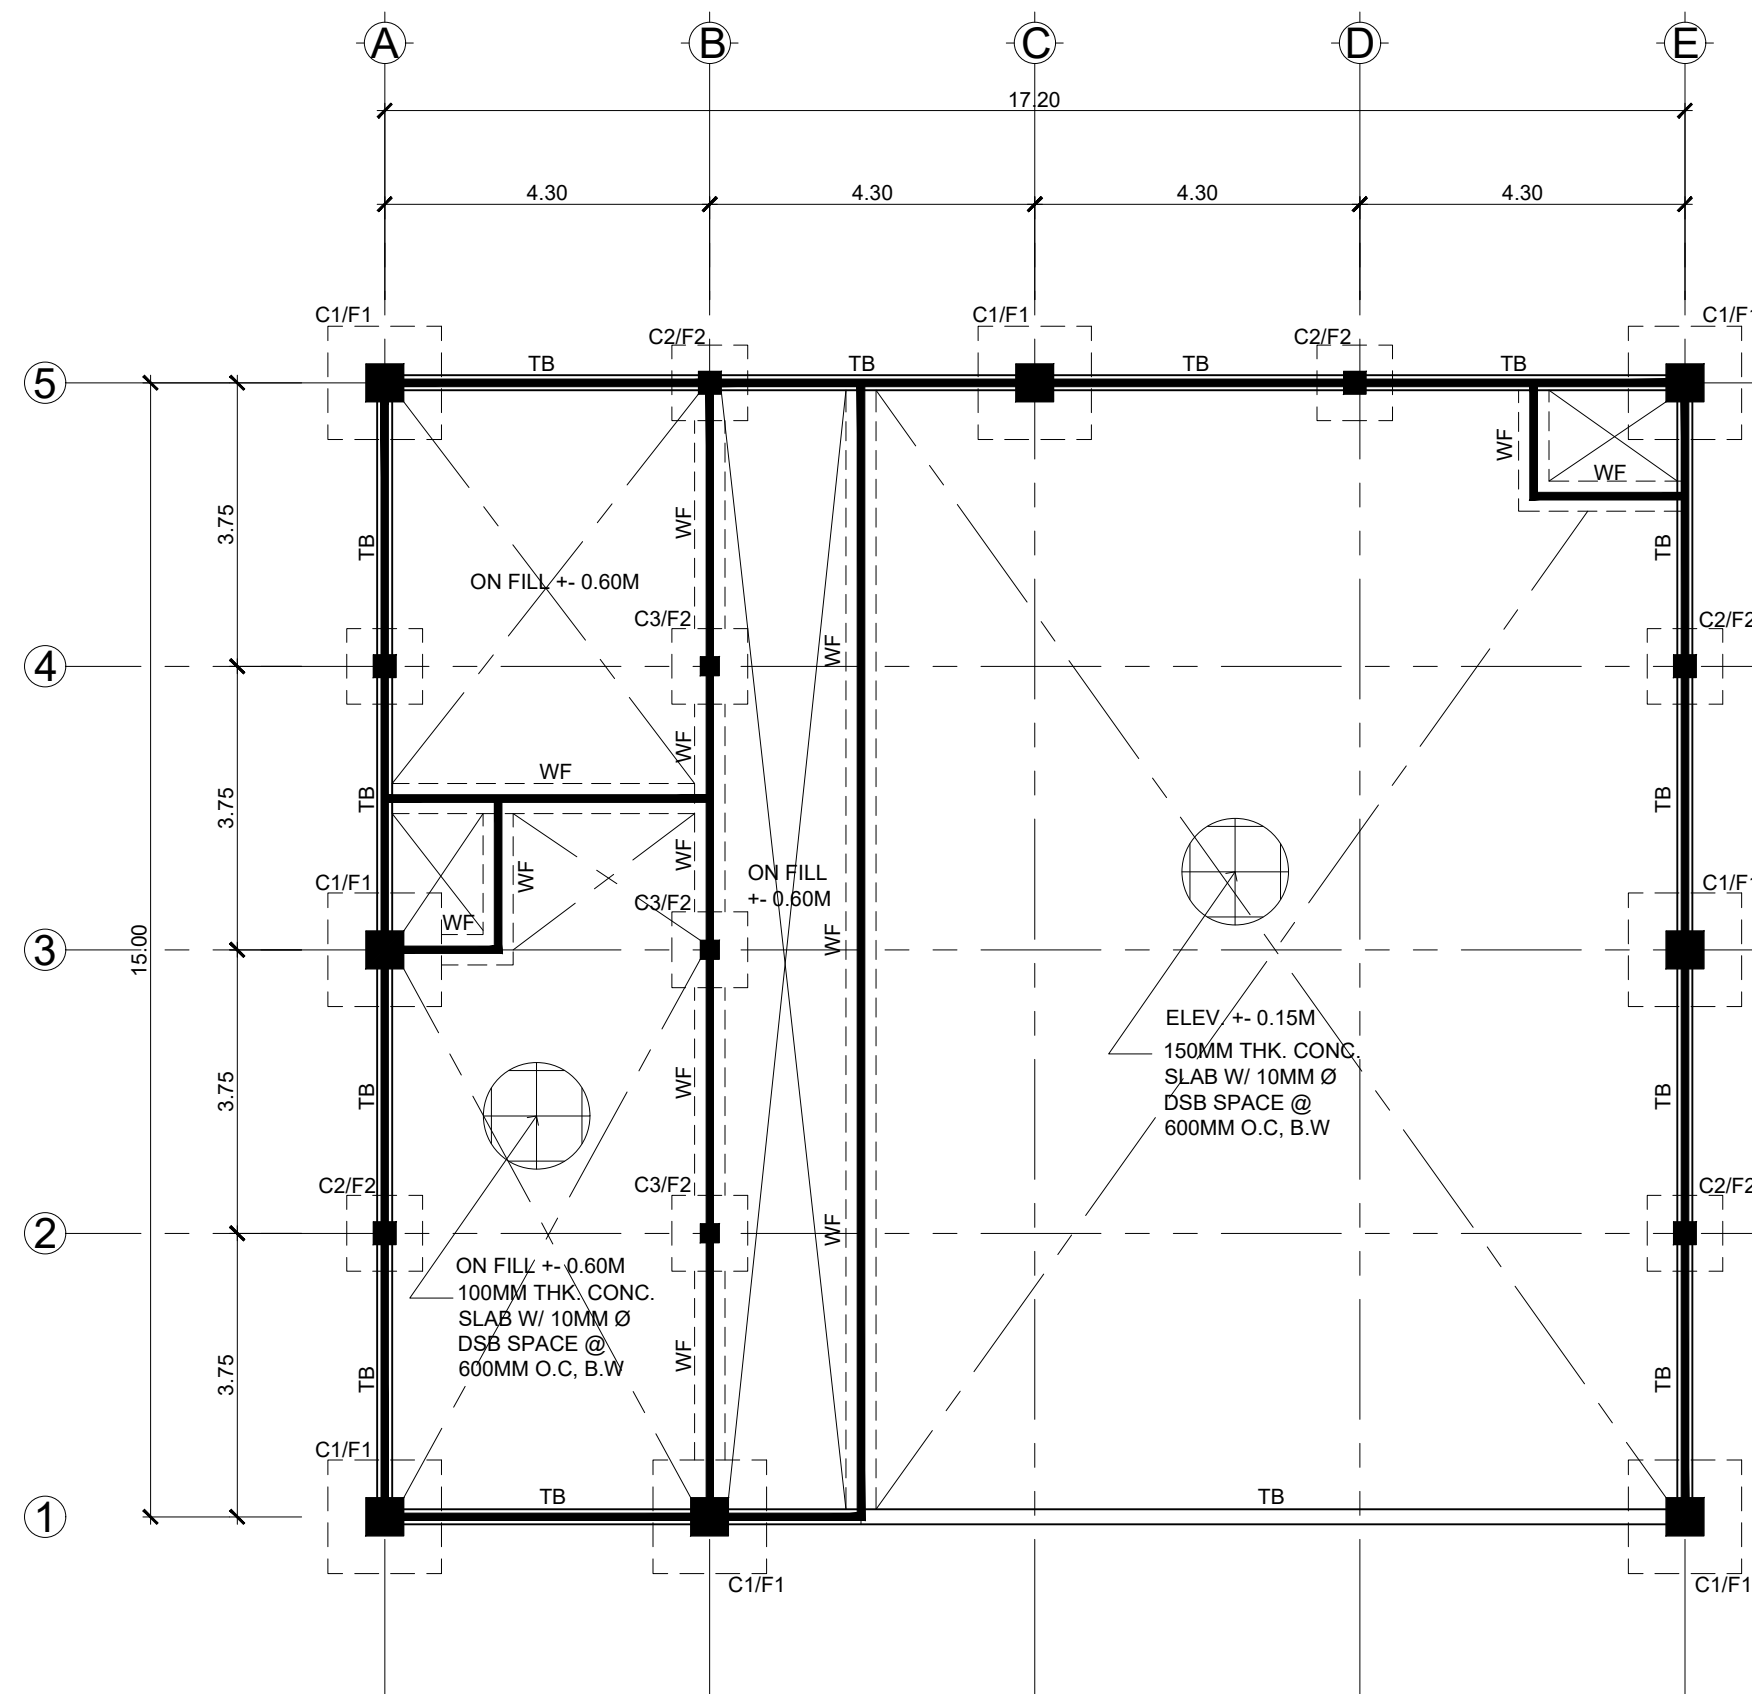 A B C D E
17.20
4.30 4.30 4.30 4.30
C1/F1 C1/F1 C1/F1
C2/F2 C2/F2
5
TB TB TB TB
WF
WF
3.75
WF
TB
TB
ON FILL +- 0.60M
C3/F2
C2/F2
4
WF
WF
WF
3.75
TB
TB
WF
WF
ON FILL
+- 0.60M
C1/F1
C1/F1
C3/F2
WF
3
15.00
WF
ELEV. +- 0.15M
150MM THK. CONC.
SLAB W/ 10MM Ø
DSB SPACE @
600MM O.C, B.W
3.75
TB
WF
TB
C2/F2
C3/F2
C2/F2
2
WF
ON FILL +- 0.60M
100MM THK. CONC.
SLAB W/ 10MM Ø
DSB SPACE @
600MM O.C, B.W
3.75
TB
WF
TB
C1/F1
TB
TB
1
C1/F1
C1/F1